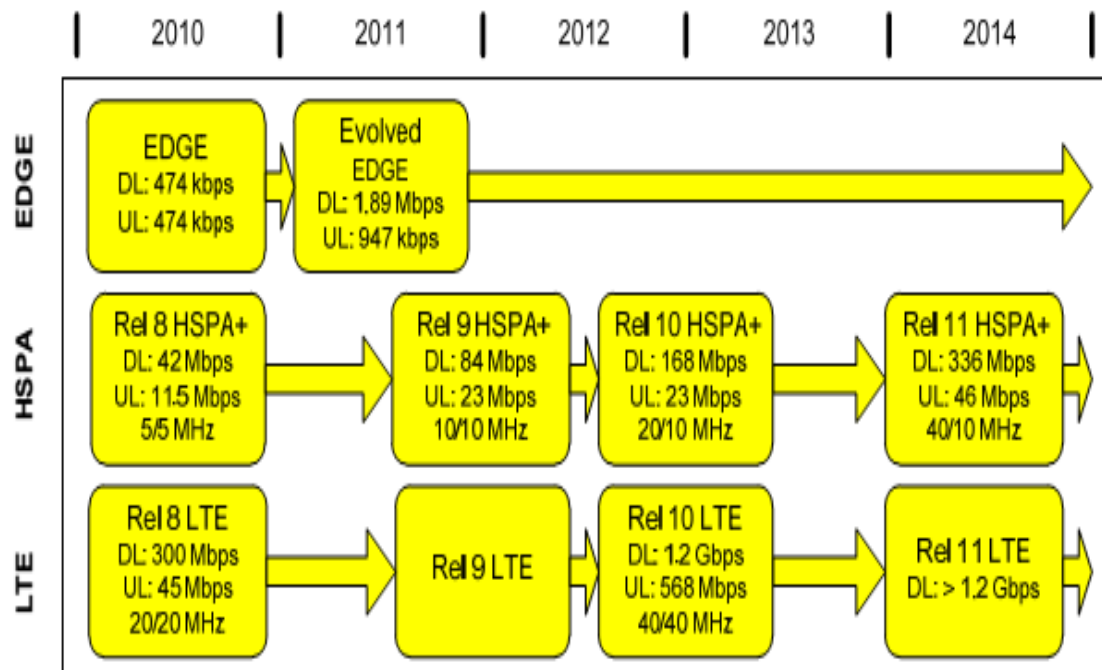 2010 2011 2012 2013 2014
EDGE
EDGE
DL: 474 kbps
UL: 474 kbps
Evolved
EDGE
DL: 1.89 Mbps
UL: 947 kbps
HSPA
Rel 8 HSPA+
DL: 42 Mbps
UL: 11.5 Mbps
5/5 MHz
Rel 9 HSPA+
DL: 84 Mbps
UL: 23 Mbps
10/10 MHz
Rel 10 HSPA+
DL: 168 Mbps
UL: 23 Mbps
20/10 MHz
Rel 11 HSPA+
DL: 336 Mbps
UL: 46 Mbps
40/10 MHz
LTE
Rel 8 LTE
DL: 300 Mbps
UL: 45 Mbps
20/20 MHz
Rel 9 LTE
Rel 10 LTE
DL: 1.2 Gbps
UL: 568 Mbps
40/40 MHz
Rel 11 LTE
DL: > 1.2 Gbps